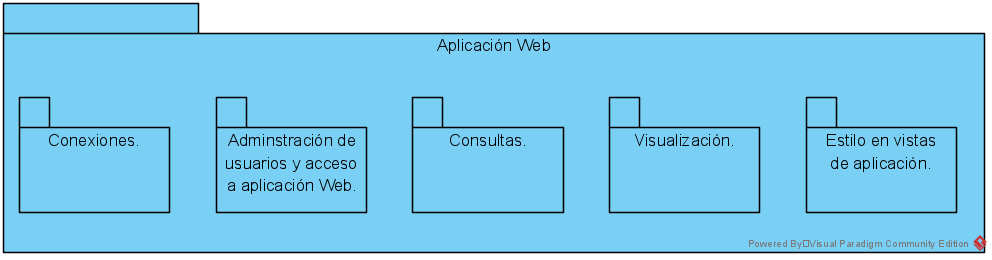 Aplicación Web
Conexiones.
Adminstración de
usuarios y acceso
a aplicación Web.
Consultas.
Visualización.
Estilo en vistas
de aplicación.
Powered By Visual Paradigm Community Edition